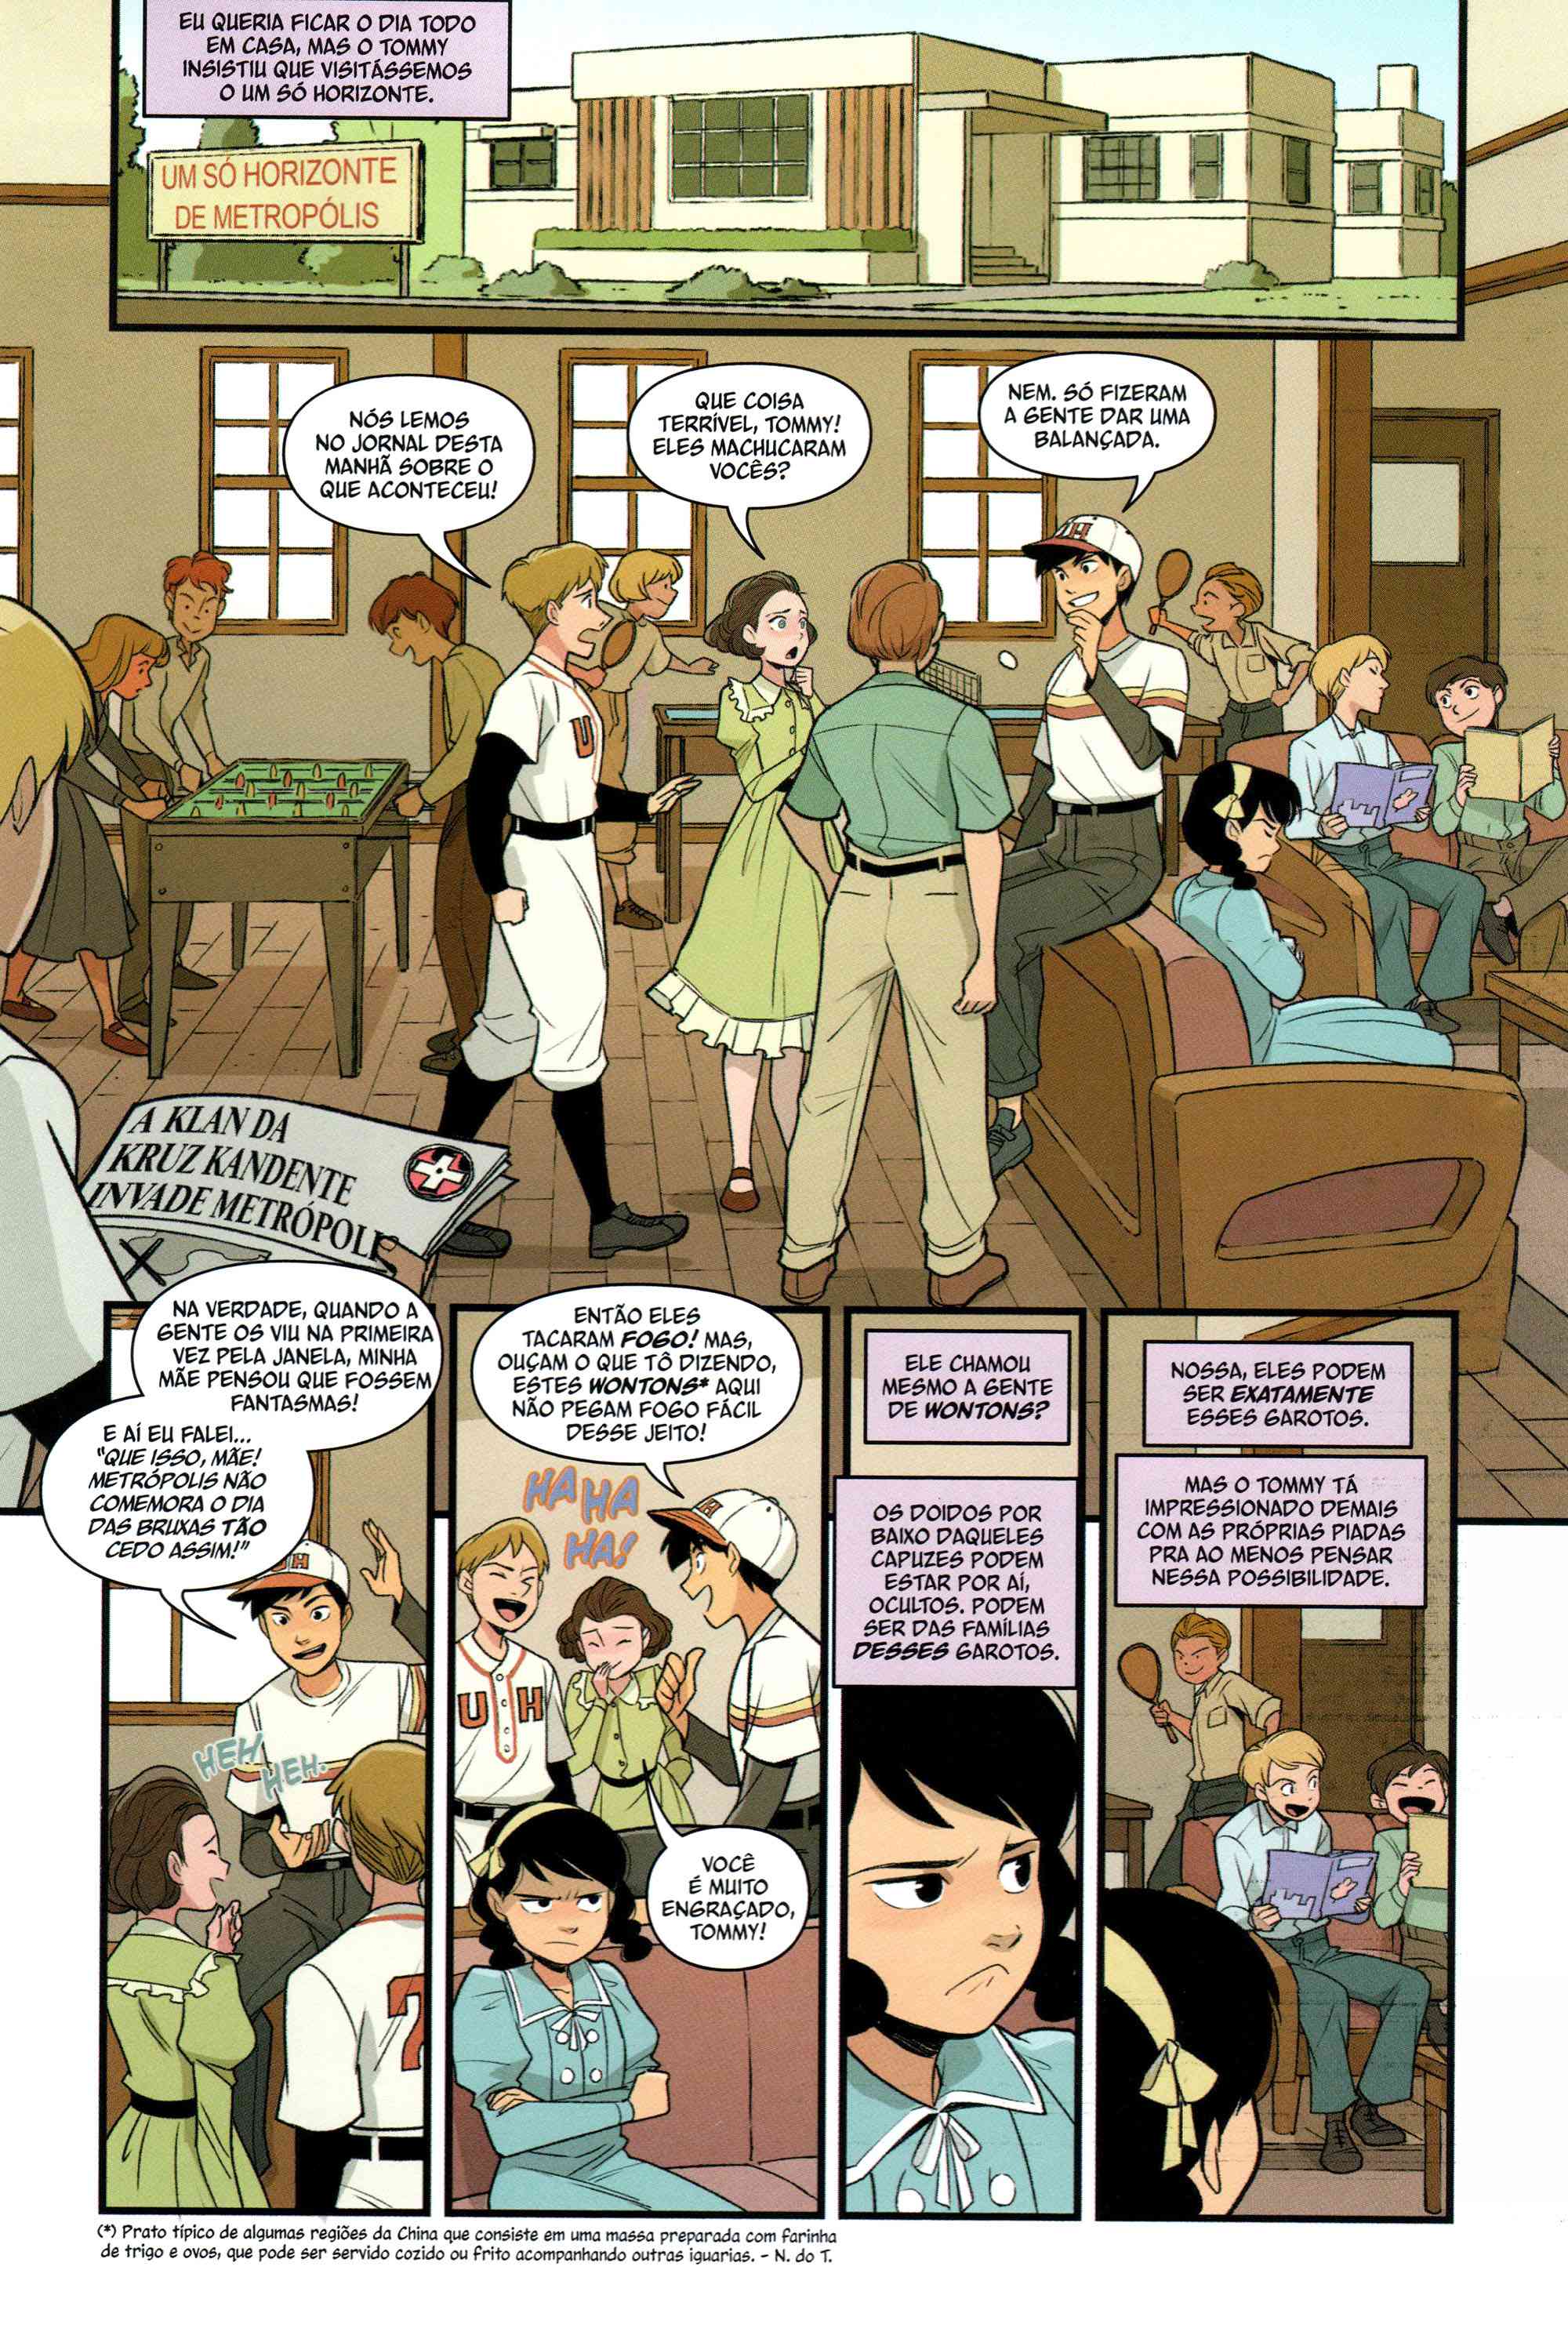 EU QUERIA FICAR O DIA TODO
EM CASA, MAS O TOMMY
INSISTIU QUE VISITÁSSEMOS
O UM SÓ HORIZONTE.
UM SÓ HORIZONTE
DE METROPÓLIS
NÓS LEMOS
NO JORNAL DESTA
MANHÃ SOBRE O
QUE ACONTECEU!
QUE COISA
TERRÍVEL, TOMMY!
ELES MACHUCARAM
VOCÊS?
NEM. SÓ FIZERAM
A GENTE DAR UMA
BALANÇADA.
H
U
A KLAN DA
KRUZ KANDENTE
INVADE METRÓPOLIS
NA VERDADE, QUANDO A
GENTE OS VIU NA PRIMEIRA
VEZ PELA JANELA, MINHA
MÃE PENSOU QUE FOSSEM
FANTASMAS!
E AÍ EU FALEI...
"QUE ISSO, MÃE!
METRÓPOLIS NÃO
COMEMORA O DIA
DAS BRUXAS TÃO
CEDO ASSIM!"
UH
HEH
HEH.
7
ENTÃO ELES
TACARAM FOGO! MAS,
OUÇAM O QUE TÔ DIZENDO,
ESTES WONTONS* AQUI
NÃO PEGAM FOGO FÁCIL
DESSE JEITO!
HA HA
HA!
H
U H
VOCÊ
É MUITO
ENGRAÇADO,
TOMMY!
ELE CHAMOU
MESMO A GENTE
DE WONTONS?
OS DOIDOS POR
BAIXO DAQUELES
CAPUZES PODEM
ESTAR POR AÍ,
OCULTOS. PODEM
SER DAS FAMÍLIAS
DESSES GAROTOS.
NOSSA, ELES PODEM
SER EXATAMENTE
ESSES GAROTOS.
MAS O TOMMY TÁ
IMPRESSIONADO DEMAIS
COM AS PRÓPRIAS PIADAS
PRA AO MENOS PENSAR
NESSA POSSIBILIDADE.
(*) Prato típico de algumas regiões da China que consiste em uma massa preparada com farinha
de trigo e ovos, que pode ser servido cozido ou frito acompanhando outras iguarias. – N. do T.